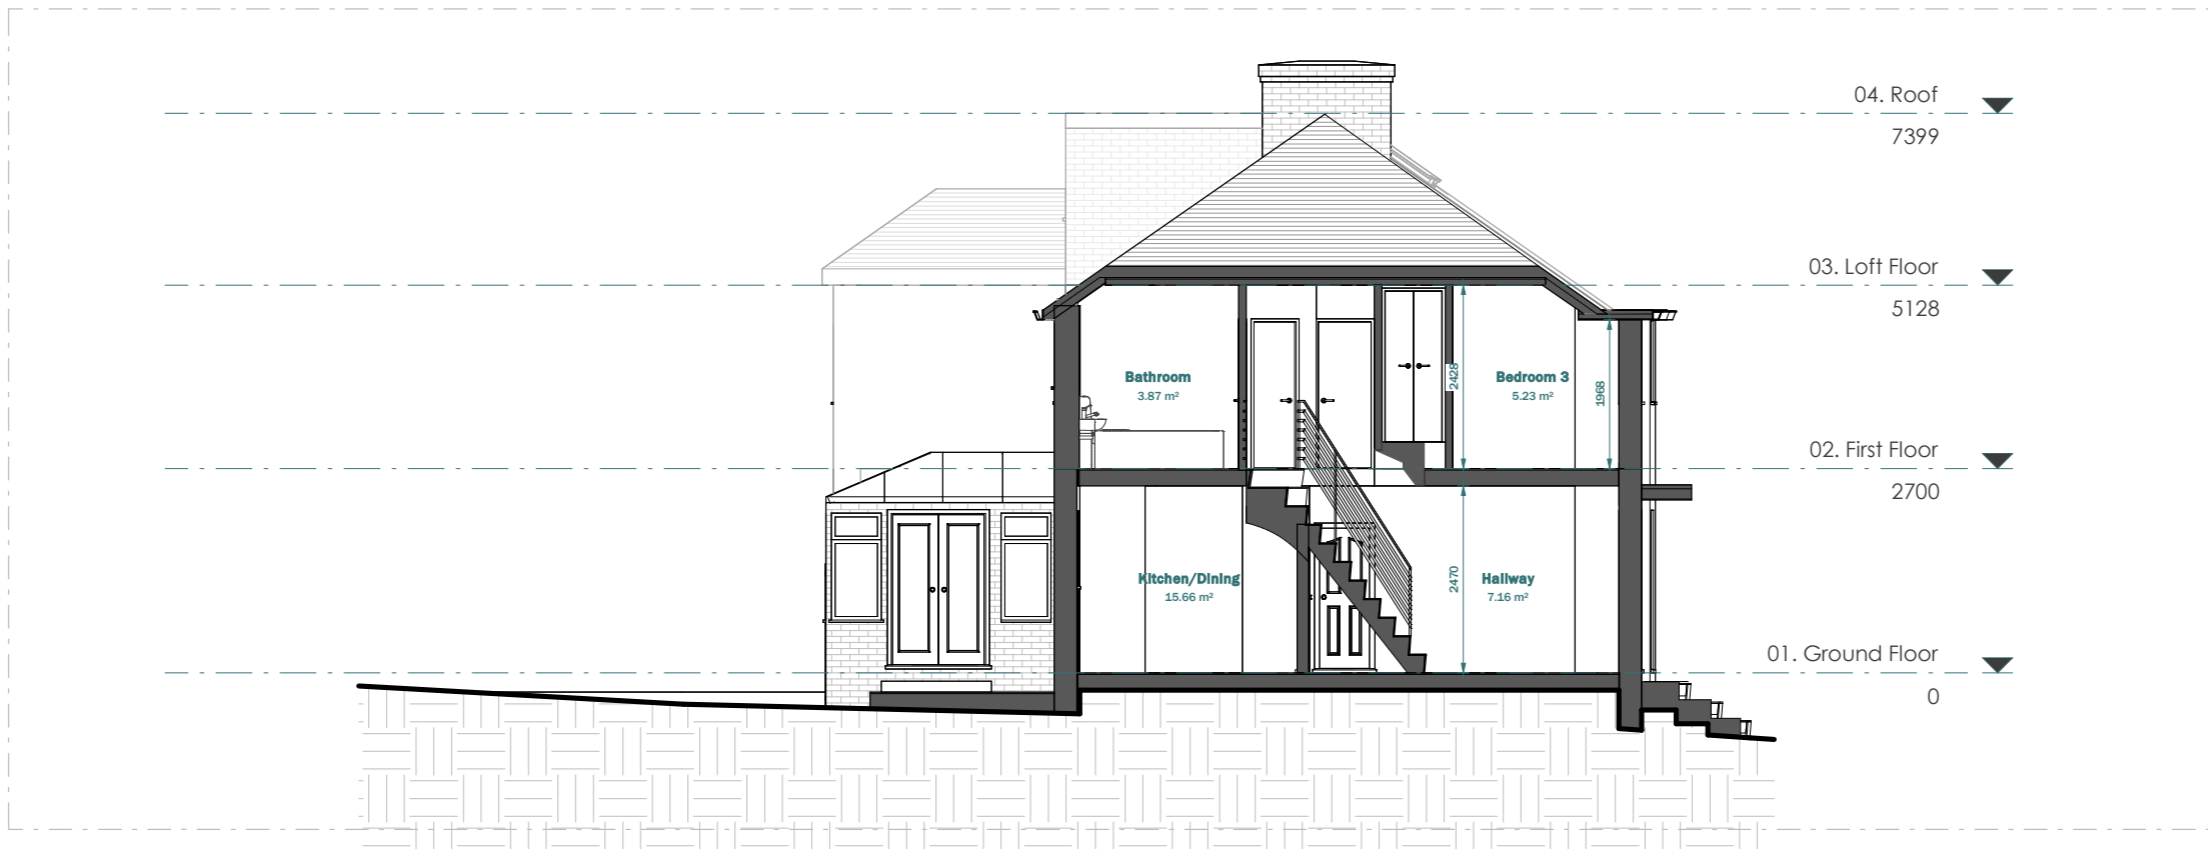 04. Roof
7399
03. Loft Floor
5128
Bathroom
3.87 m²
2428
Bedroom 3
5.23 m²
1968
02. First Floor
2700
Kitchen/Dining
15.66 m²
2470
Hallway
7.16 m²
01. Ground Floor
0